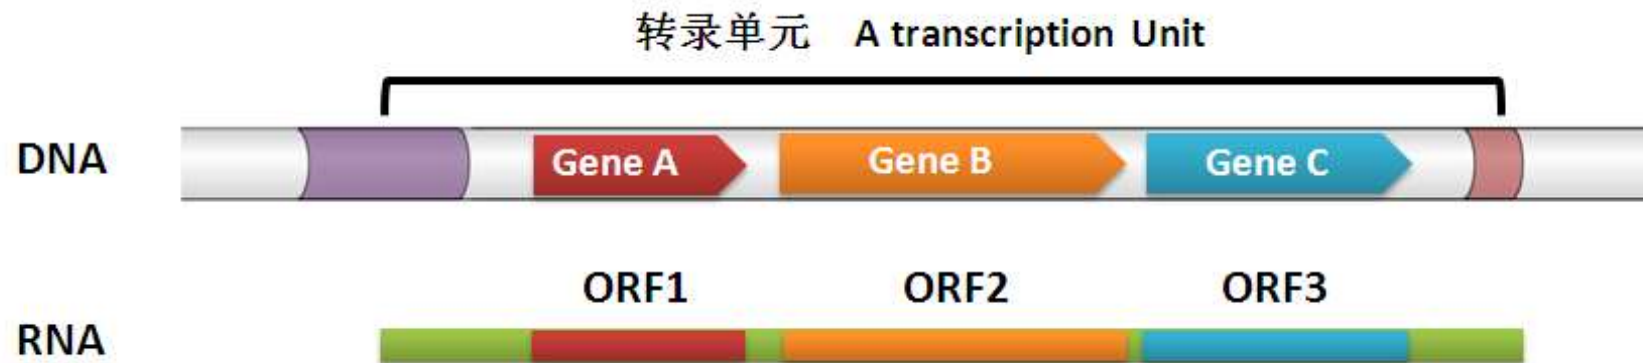 转录单元 A transcription Unit
DNA
Gene A Gene B Gene C
ORF1 ORF2 ORF3
RNA